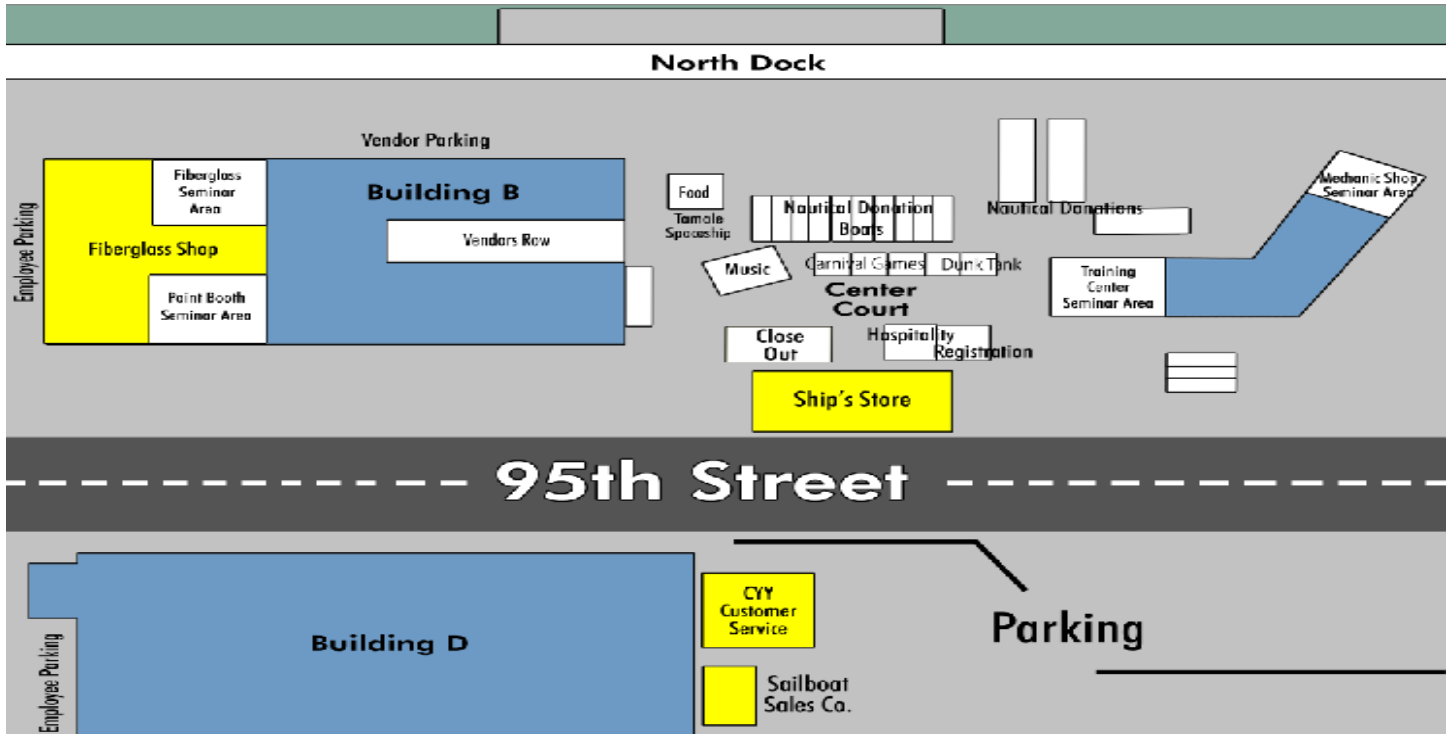 North Dock
Vendor Parking
Employee Parking
Fiberglass
Seminar
Area
Building B
Fiberglass Shop
Vendors Row
Paint Booth
Seminar Area
Food
Tamale
Spaceship
Nautical Donation
Boats
Nautical Donations
Mechanic Shop
Seminar Area
Music
Carnival Games
Dunk Tank
Center
Court
Training
Center
Seminar Area
Close
Out
Hospitality
Registration
Ship's Store
95th Street
Building D
Employee Parking
CYY
Customer
Service
Parking
Sailboat
Sales Co.